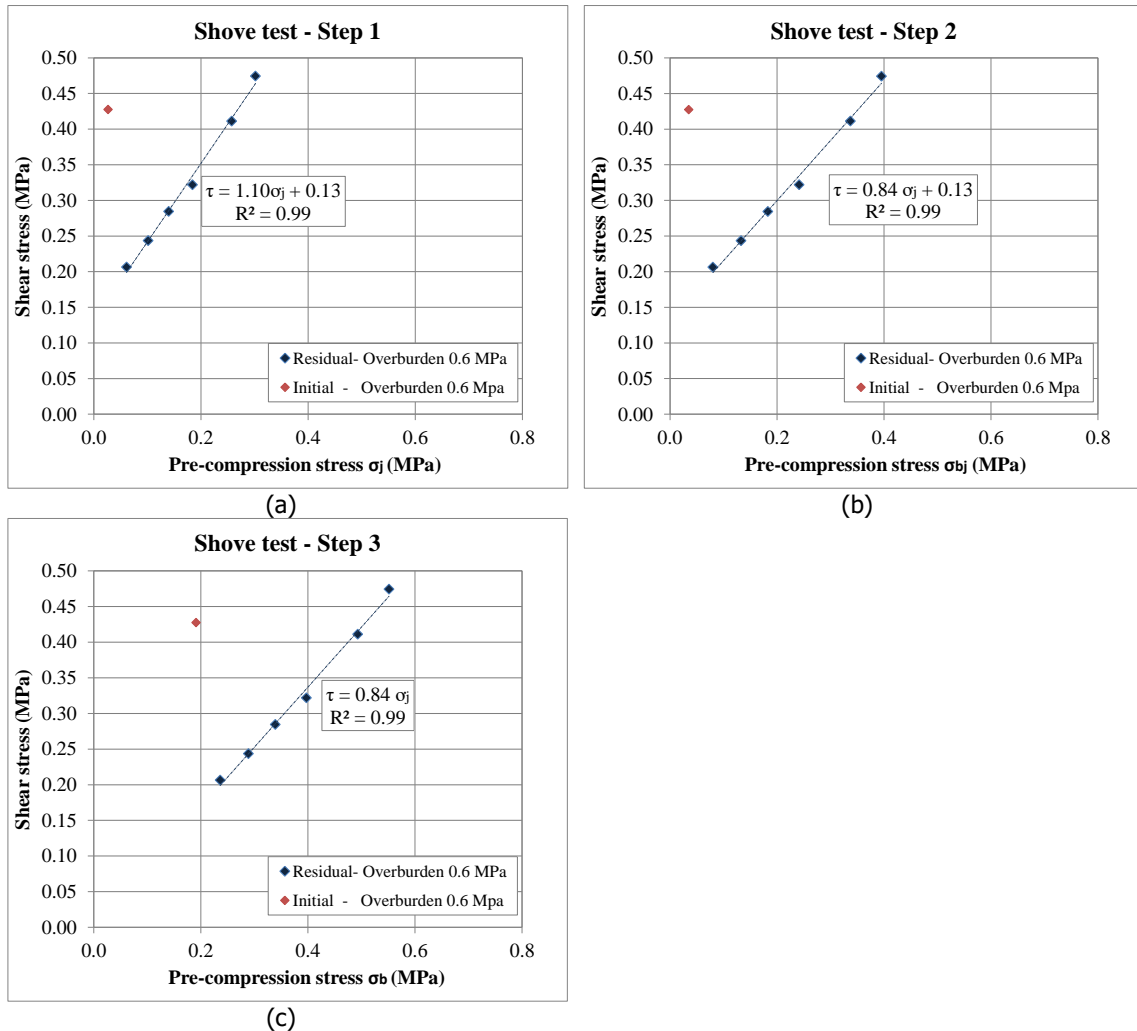 Shove test - Step 1
0.50
0.45
0.40
0.35
0.30
0.25
0.20
0.15
0.10
0.05
0.00
Shear stress (MPa)
τ = 1.10σj + 0.13
R² = 0.99
Residual- Overburden 0.6 MPa
Initial - Overburden 0.6 Mpa
0.0 0.2 0.4 0.6 0.8
Pre-compression stress σj (MPa)
(a)
Shove test - Step 2
0.50
0.45
0.40
0.35
0.30
0.25
0.20
0.15
0.10
0.05
0.00
Shear stress (MPa)
τ = 0.84 σj + 0.13
R² = 0.99
Residual- Overburden 0.6 MPa
Initial - Overburden 0.6 Mpa
0.0 0.2 0.4 0.6 0.8
Pre-compression stress σbj (MPa)
(b)
Shove test - Step 3
0.50
0.45
0.40
0.35
0.30
0.25
0.20
0.15
0.10
0.05
0.00
Shear stress (MPa)
τ = 0.84 σj
R² = 0.99
Residual- Overburden 0.6 MPa
Initial - Overburden 0.6 Mpa
0.0 0.2 0.4 0.6 0.8
Pre-compression stress σb (MPa)
(c)